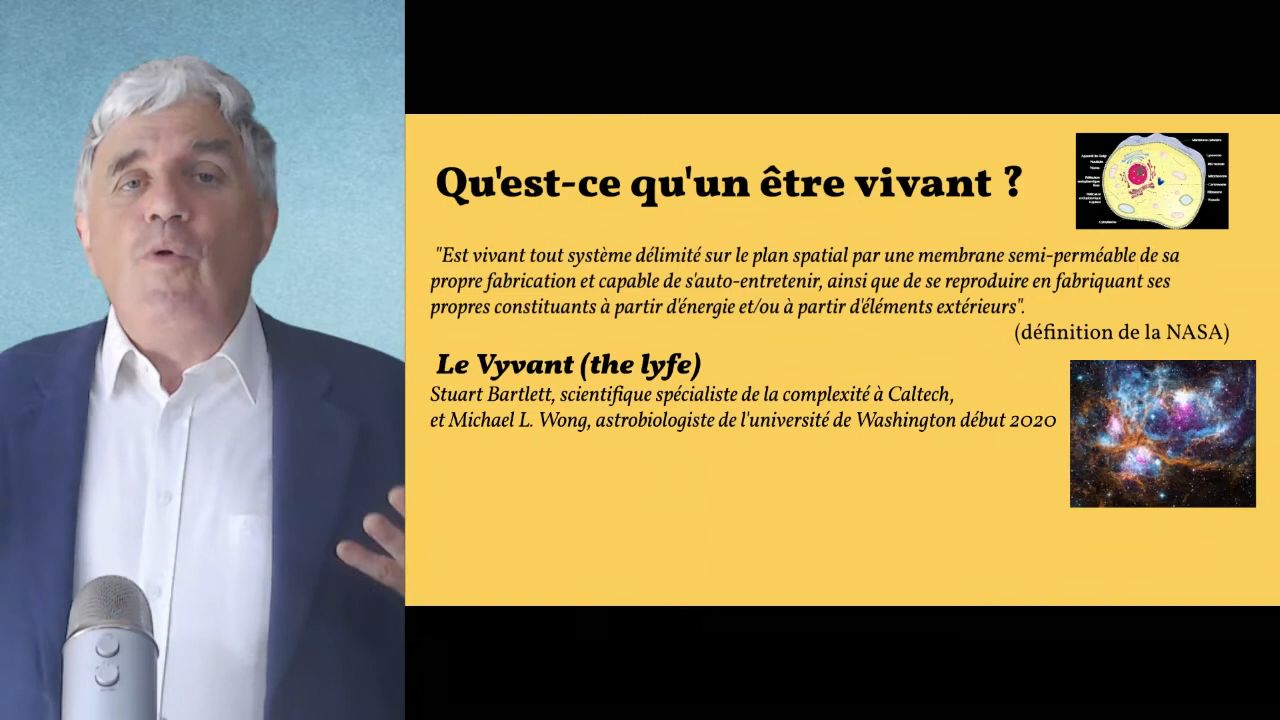 Qu'est-ce qu'un être vivant ?
"Est vivant tout système délimité sur le plan spatial par une membrane semi-perméable de sa
propre fabrication et capable de s'auto-entretenir, ainsi que de se reproduire en fabriquant ses
propres constituants à partir d'énergie et/ou à partir d'éléments extérieurs".
(définition de la NASA)
Le Vyvant (the lyfe)
Stuart Bartlett, scientifique spécialiste de la complexité à Caltech,
et Michael L. Wong, astrobiologiste de l'université de Washington début 2020